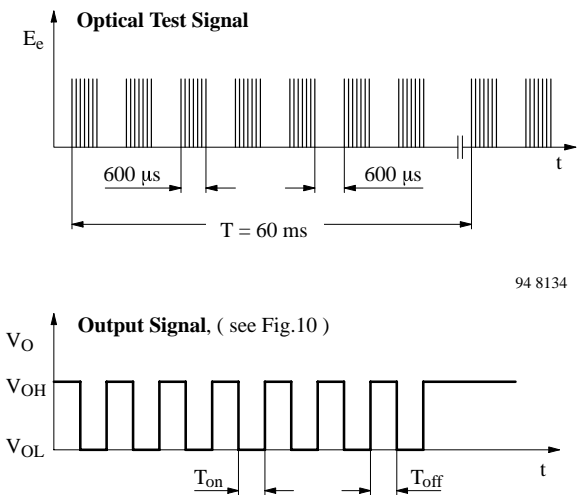 Optical Test Signal
Ee
t
600 µs 600 µs
T = 60 ms
94 8134
Output Signal, ( see Fig.10 )
VO
VOH
VOL
t
Ton Toff